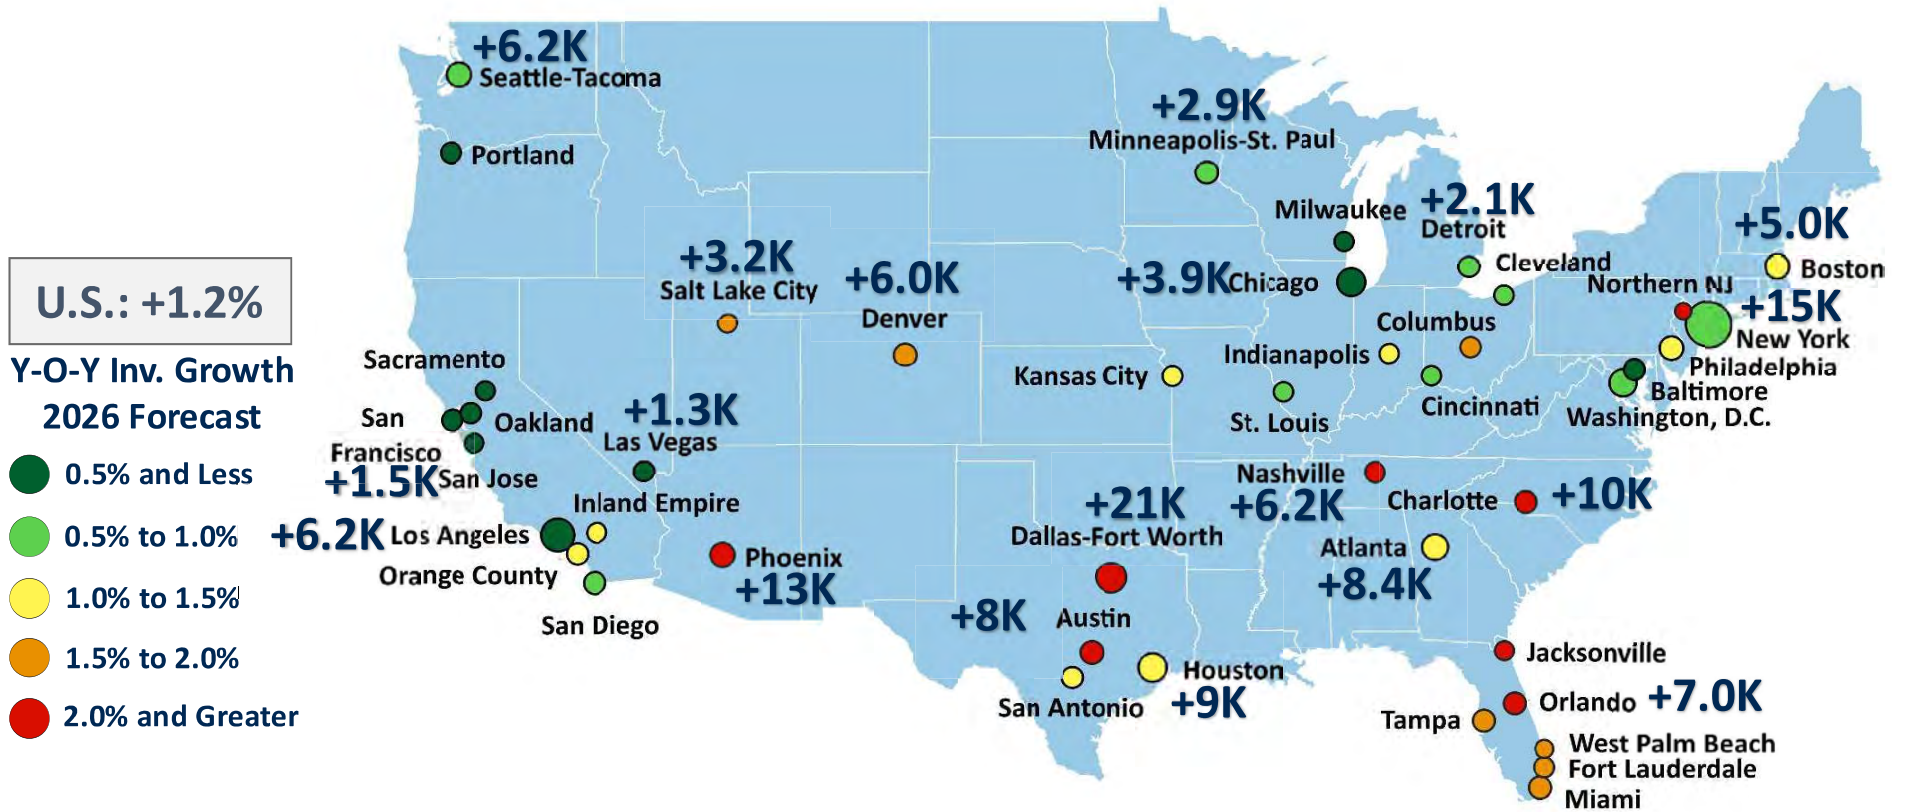 +6.2K
Seattle-Tacoma
Portland
+2.9K
Minneapolis-St. Paul
Milwaukee
+2.1K
Detroit
+3.9K
Chicago
Cleveland
Northern NJ
+5.0K
Boston
+15K
New York
Philadelphia
Baltimore
Washington, D.C.
+3.2K
Salt Lake City
+6.0K
Denver
Columbus
Indianapolis
Kansas City
St. Louis
Cincinnati
U.S.: +1.2%
Y-O-Y Inv. Growth
2026 Forecast
0.5% and Less
0.5% to 1.0%
1.0% to 1.5%
1.5% to 2.0%
2.0% and Greater
Sacramento
San
Francisco
Oakland
+1.5K
San Jose
+1.3K
Las Vegas
Inland Empire
+6.2K
Los Angeles
Orange County
San Diego
Phoenix
+13K
+21K
Dallas-Fort Worth
+8K
Austin
Houston
+9K
San Antonio
Nashville
+6.2K
Charlotte
+10K
Atlanta
+8.4K
Jacksonville
Orlando
+7.0K
Tampa
West Palm Beach
Fort Lauderdale
Miami